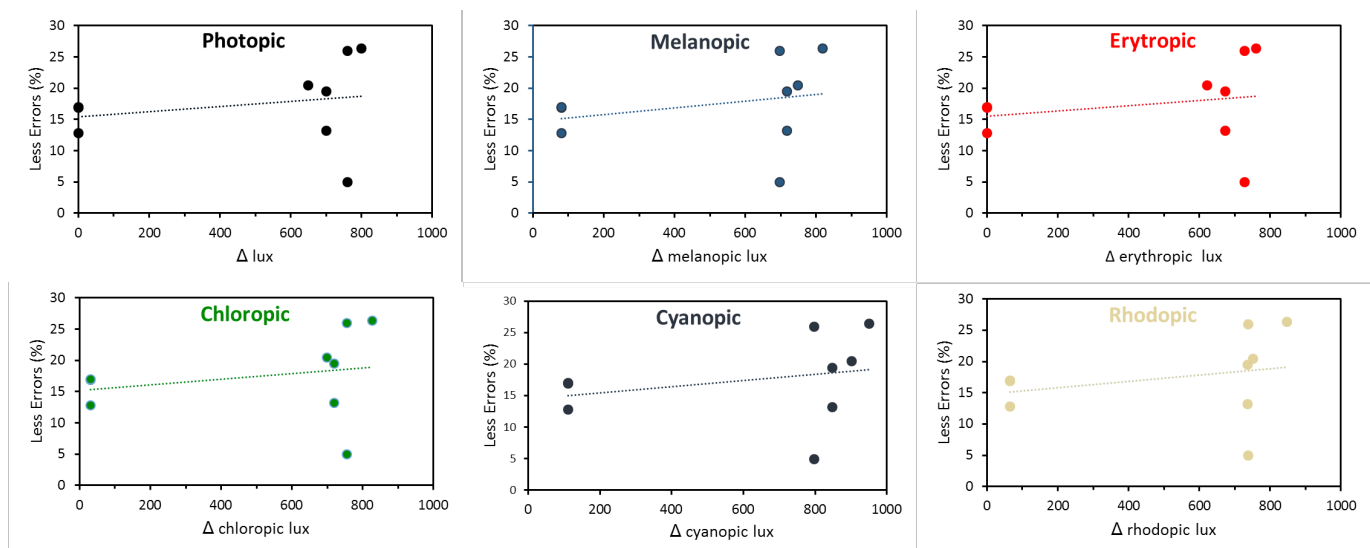 Photopic
Less Errors (%)
30
25
20
15
10
5
0
0 200 400 600 800 1000
Δ lux
Melanopic
Less Errors (%)
30
25
20
15
10
5
0
0 200 400 600 800 1000
Δ melanopic lux
Erytropic
Less Errors (%)
30
25
20
15
10
5
0
0 200 400 600 800 1000
Δ erythropic lux
Chloropic
Less Errors (%)
30
25
20
15
10
5
0
0 200 400 600 800 1000
Δ chloropic lux
Cyanopic
Less Errors (%)
30
25
20
15
10
5
0
0 200 400 600 800 1000
Δ cyanopic lux
Rhodopic
Less Errors (%)
30
25
20
15
10
5
0
0 200 400 600 800 1000
Δ rhodopic lux